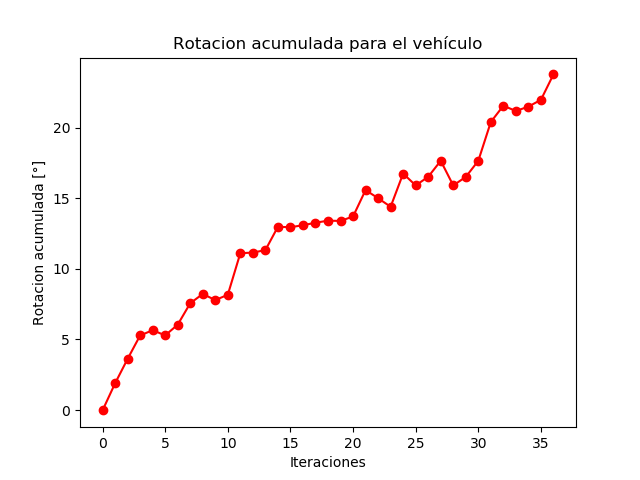 Rotacion acumulada para el vehículo
Rotacion acumulada [°]
20
15
10
5
0
0 5 10 15 20 25 30 35
Iteraciones